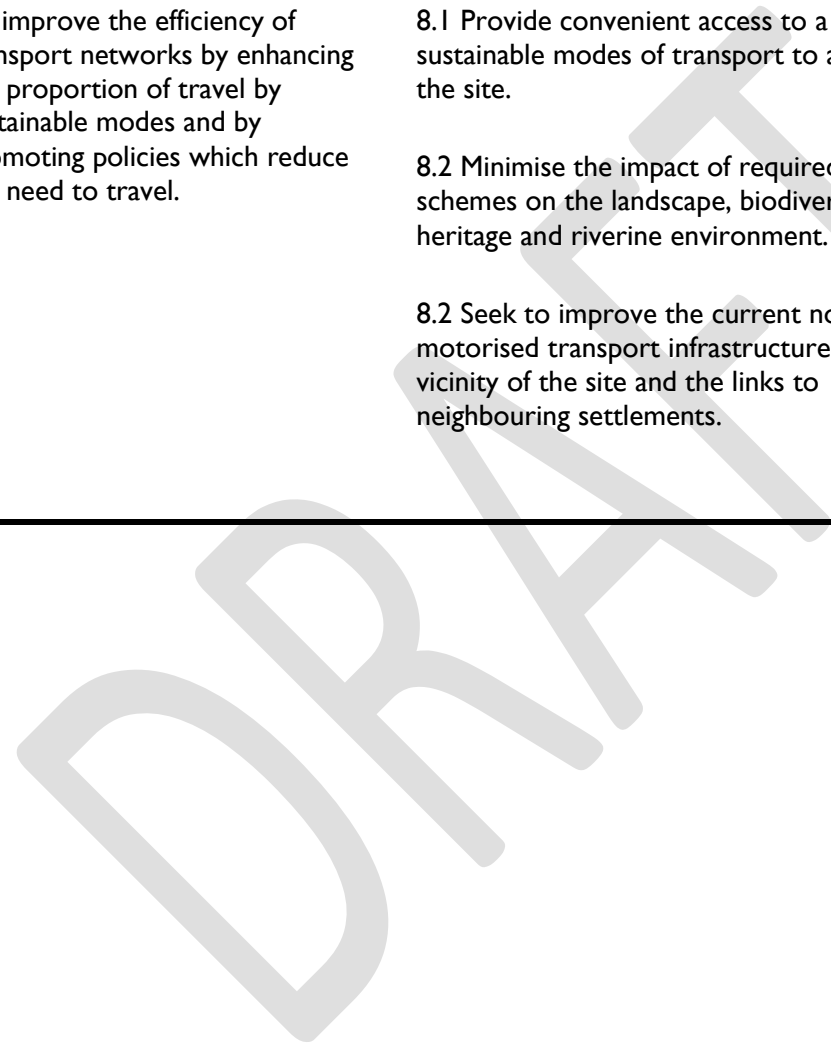 improve the efficiency of
nsport networks by enhancing
proportion of travel by
tainable modes and by
omoting policies which reduce
need to travel.
8.1 Provide convenient access to a
sustainable modes of transport to a
the site.
8.2 Minimise the impact of required
schemes on the landscape, biodiver
heritage and riverine environment.
8.2 Seek to improve the current no
motorised transport infrastructure
vicinity of the site and the links to
neighbouring settlements.
DRAFT